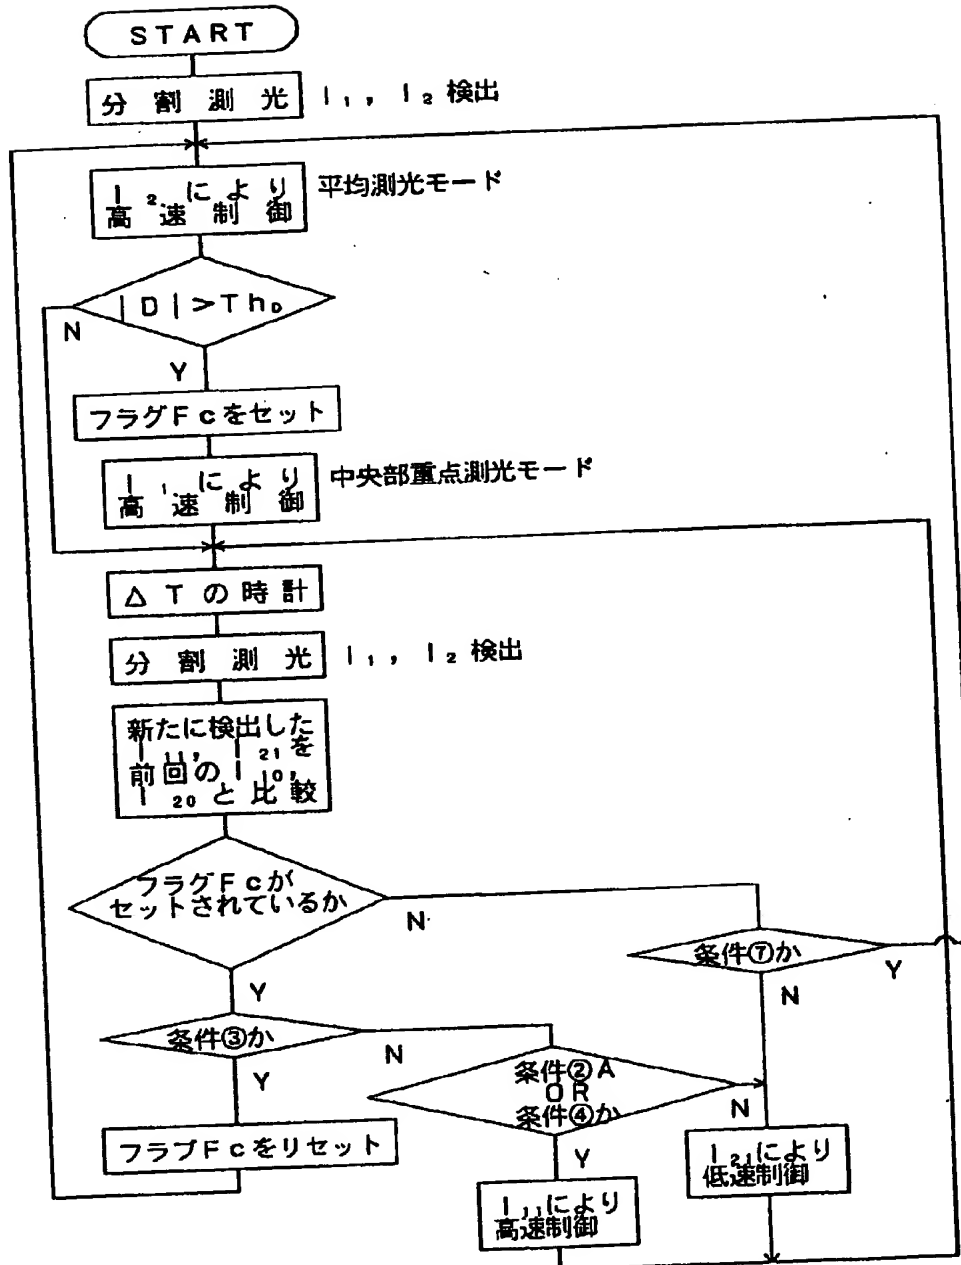 START
分割測光 I₁, I₂ 検出
I₂により
高速制御
平均測光モード
|D|>Th_D
N
Y
フラグFcをセット
I₁により
高速制御
中央部重点測光モード
△Tの時計
分割測光 I₁, I₂ 検出
新たに検出した
I₁₁, I₂₁を
前回のI₁₀,
I₂₀と比較
フラグFcが
セットされているか
N
Y
条件⑦か
Y
N
条件③か
N
Y
条件②A
OR
条件④か
N
Y
フラブFcをリセット
I₂₁により
低速制御
I₁₁により
高速制御